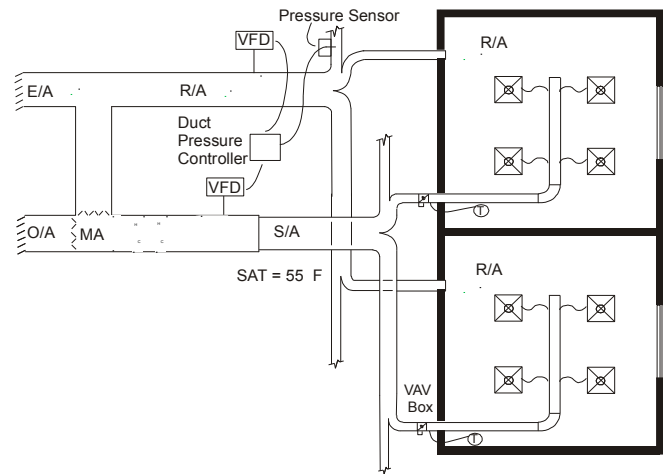 Pressure Sensor
VFD
R/A
E/A
R/A
Duct
Pressure
Controller
VFD
T
O/A
MA
S/A
SAT = 55 F
R/A
VAV
Box
T